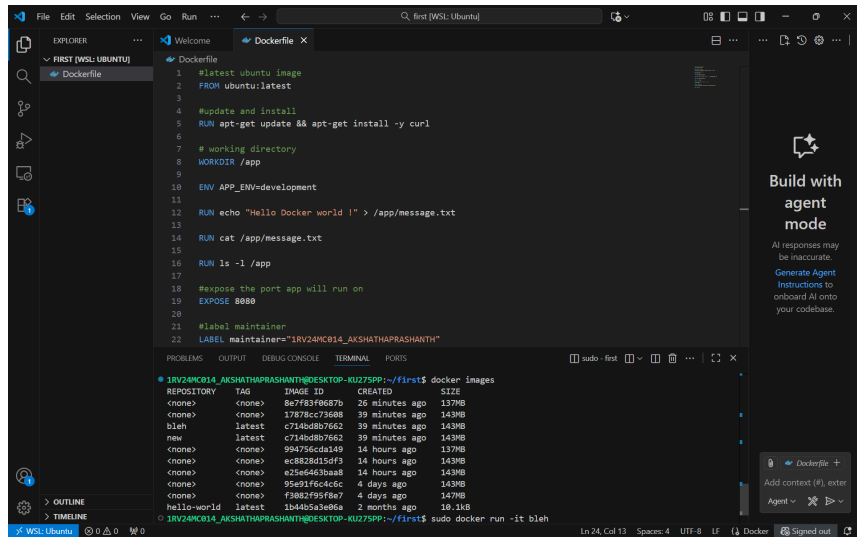 File Edit Selection View Go Run ··· first [WSL: Ubuntu]
EXPLORER ···
FIRST [WSL: UBUNTU]
Dockerfile
OUTLINE
TIMELINE
Welcome Dockerfile
Dockerfile
1 #latest ubuntu image
2 FROM ubuntu:latest
3
4 #update and install
5 RUN apt-get update && apt-get install -y curl
6
7 # working directory
8 WORKDIR /app
9
10 ENV APP_ENV=development
11
12 RUN echo "Hello Docker world !" > /app/message.txt
13
14 RUN cat /app/message.txt
15
16 RUN ls -l /app
17
18 #expose the port app will run on
19 EXPOSE 8080
20
21 #label maintainer
22 LABEL maintainer="1RV24MC014_AKSHATHAPRASHANTH"
PROBLEMS OUTPUT DEBUG CONSOLE TERMINAL PORTS sudo - first
1RV24MC014_AKSHATHAPRASHANTH@DESKTOP-KU275PP:~/first$ docker images
REPOSITORY TAG IMAGE ID CREATED SIZE
<none> <none> 8e7f83f0687b 26 minutes ago 137MB
<none> <none> 17878cc73608 39 minutes ago 143MB
bleh latest c714bd8b7662 39 minutes ago 143MB
new latest c714bd8b7662 39 minutes ago 143MB
<none> <none> 994756cda149 14 hours ago 137MB
<none> <none> ec8828d15df3 14 hours ago 143MB
<none> <none> e25e6463baa8 14 hours ago 143MB
<none> <none> 95e91f6c4c6c 4 days ago 143MB
<none> <none> f3082f95f8e7 4 days ago 147MB
hello-world latest 1b44b5a3e06a 2 months ago 10.1kB
1RV24MC014_AKSHATHAPRASHANTH@DESKTOP-KU275PP:~/first$ sudo docker run -it bleh
Build with
agent
mode
AI responses may
be inaccurate.
Generate Agent
Instructions to
onboard AI onto
your codebase.
Dockerfile
Add context (#), exter
Agent
WSL: Ubuntu 0 0 0 Ln 24, Col 13 Spaces: 4 UTF-8 LF Docker Signed out